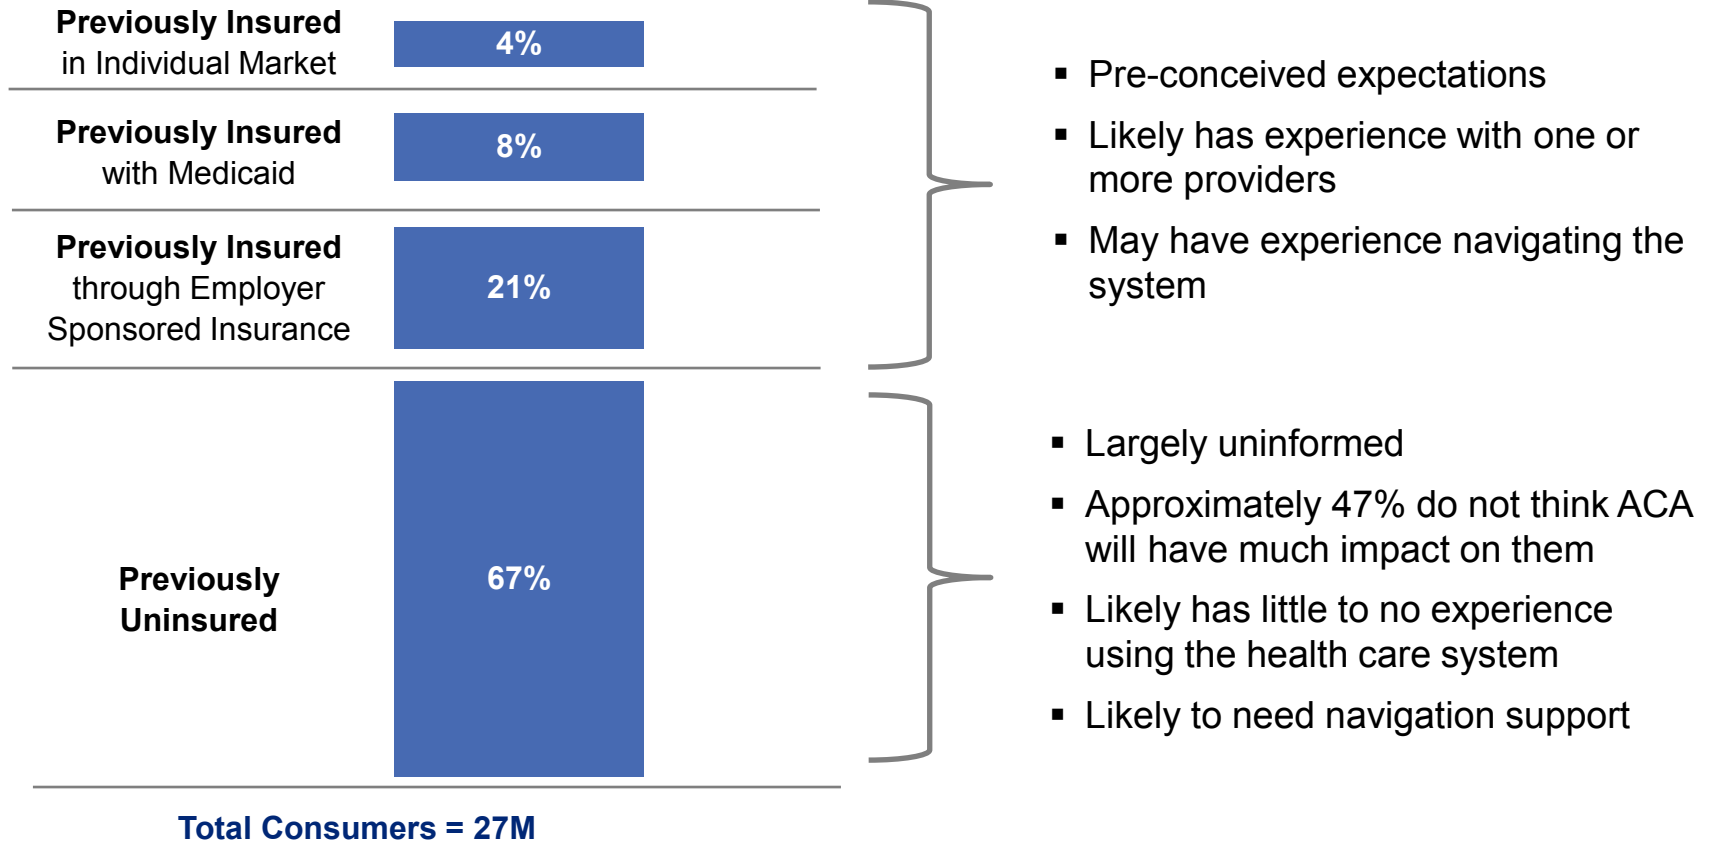 Previously Insured
in Individual Market
4%
Previously Insured
with Medicaid
8%
Previously Insured
through Employer
Sponsored Insurance
21%
▪ Pre-conceived expectations
▪ Likely has experience with one or
more providers
▪ May have experience navigating the
system
Previously
Uninsured
67%
▪ Largely uninformed
▪ Approximately 47% do not think ACA
will have much impact on them
▪ Likely has little to no experience
using the health care system
▪ Likely to need navigation support
Total Consumers = 27M